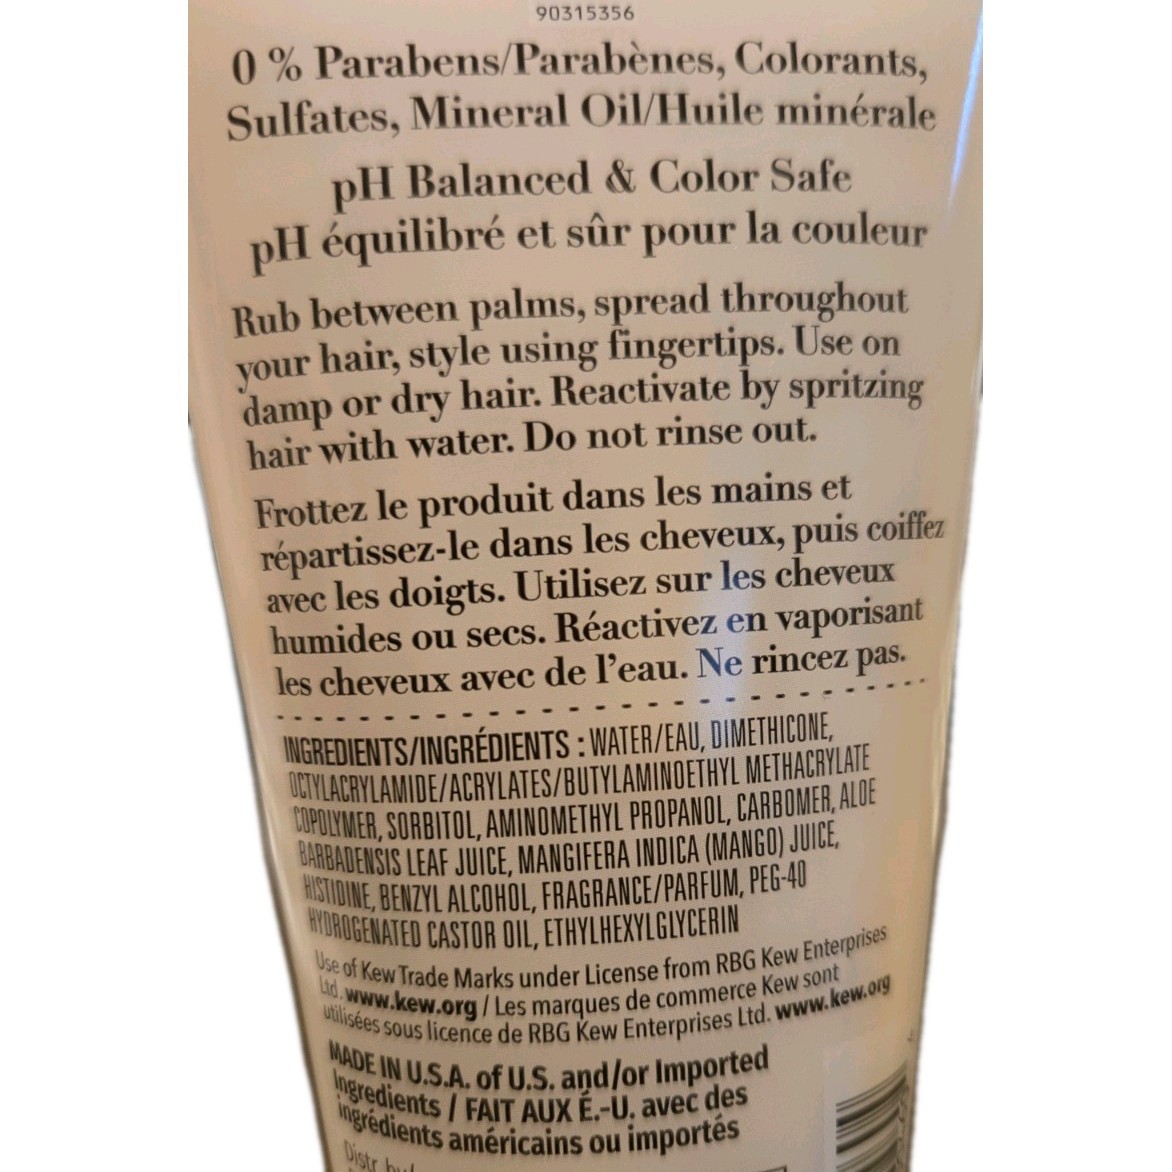 90315356
0 % Parabens/Parabènes, Colorants,
Sulfates, Mineral Oil/Huile minérale
pH Balanced & Color Safe
pH équilibré et sûr pour la couleur
Rub between palms, spread throughout
your hair, style using fingertips. Use on
damp or dry hair. Reactivate by spritzing
hair with water. Do not rinse out.
Frottez le produit dans les mains et
répartissez-le dans les cheveux, puis coiffez
avec les doigts. Utilisez sur les cheveux
humides ou secs. Réactivez en vaporisant
les cheveux avec de l'eau. Ne rincez pas.
INGREDIENTS/INGRÉDIENTS : WATER/EAU, DIMETHICONE,
OCTYLACRYLAMIDE/ACRYLATES/BUTYLAMINOETHYL METHACRYLATE
COPOLYMER, SORBITOL, AMINOMETHYL PROPANOL, CARBOMER, ALOE
BARBADENSIS LEAF JUICE, MANGIFERA INDICA (MANGO) JUICE,
HISTIDINE, BENZYL ALCOHOL, FRAGRANCE/PARFUM, PEG-40
HYDROGENATED CASTOR OIL, ETHYLHEXYLGLYCERIN
Use of Kew Trade Marks under License from RBG Kew Enterprises
Ltd. www.kew.org / Les marques de commerce Kew sont
utilisées sous licence de RBG Kew Enterprises Ltd. www.kew.org
MADE IN U.S.A. of U.S. and/or Imported
Ingredients / FAIT AUX É.-U. avec des
ingrédients américains ou importés